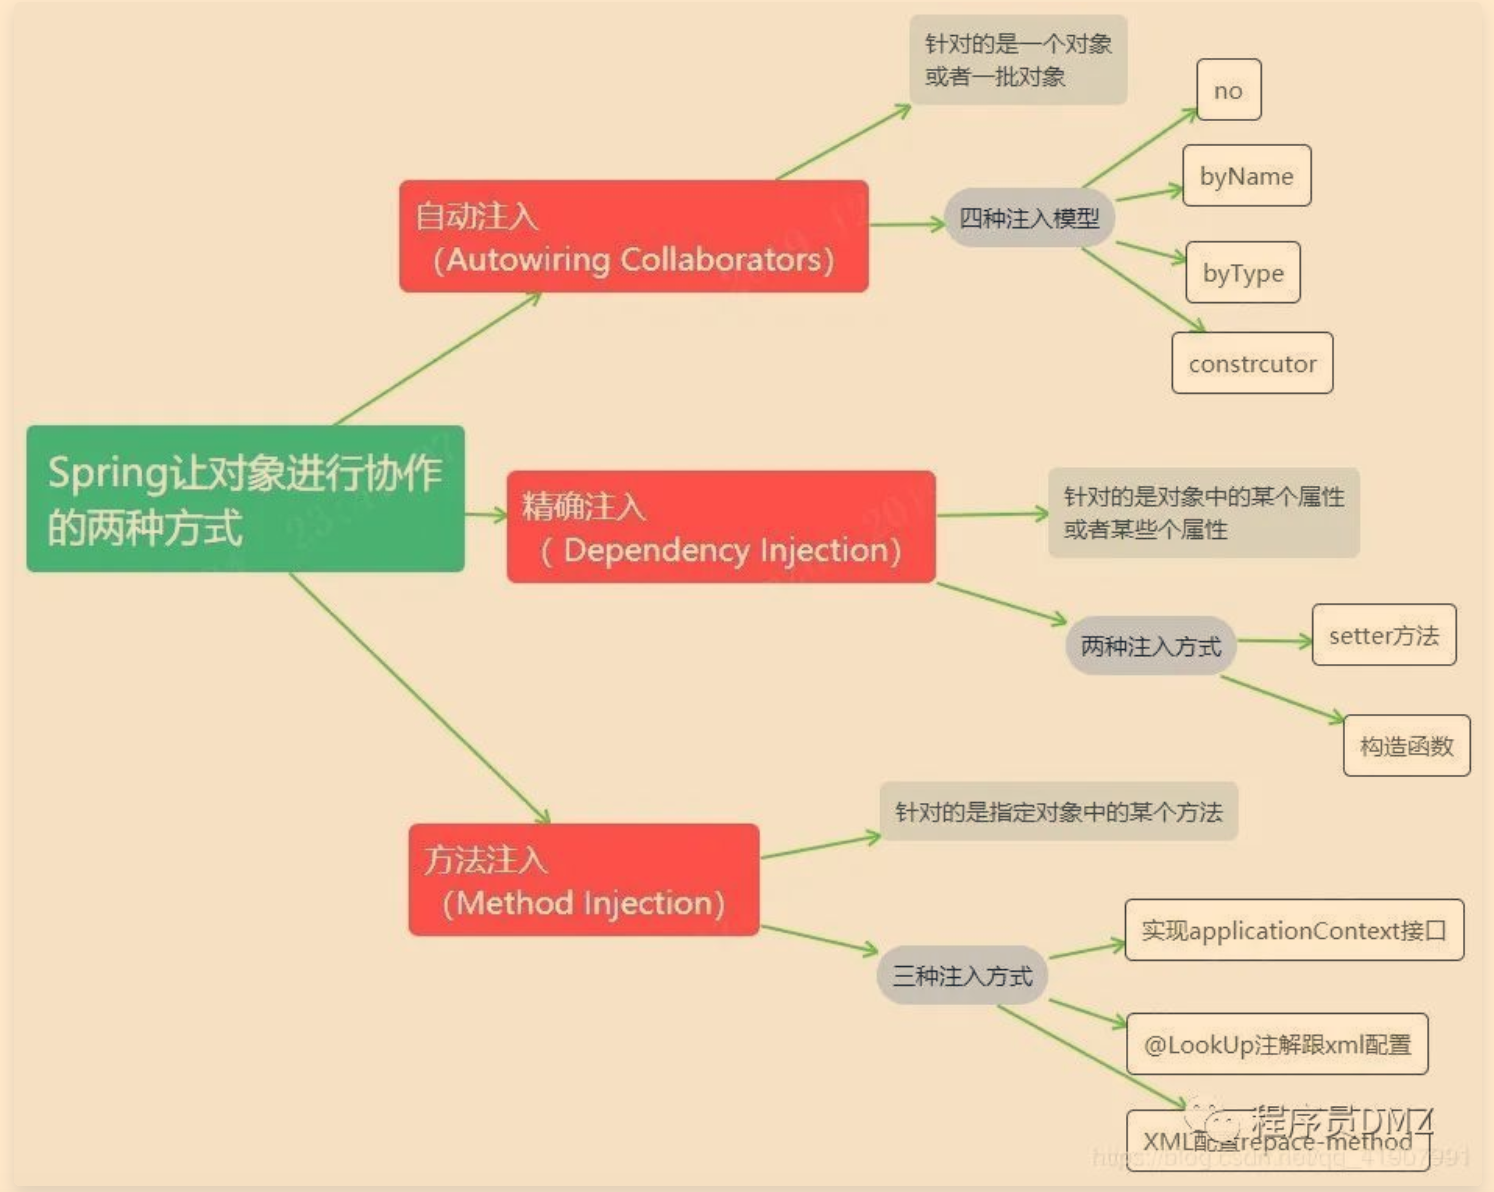 针对的是一个对象
或者一批对象
no
byName
自动注入
（Autowiring Collaborators）
四种注入模型
byType
constrcutor
Spring让对象进行协作
的两种方式
精确注入
（ Dependency Injection）
针对的是对象中的某个属性
或者某些个属性
两种注入方式
setter方法
构造函数
方法注入
（Method Injection）
针对的是指定对象中的某个方法
三种注入方式
实现applicationContext接口
@LookUp注解跟xml配置
程序员DMZ
XML配置repace-method
https://blog.csdn.net/qq_41907991